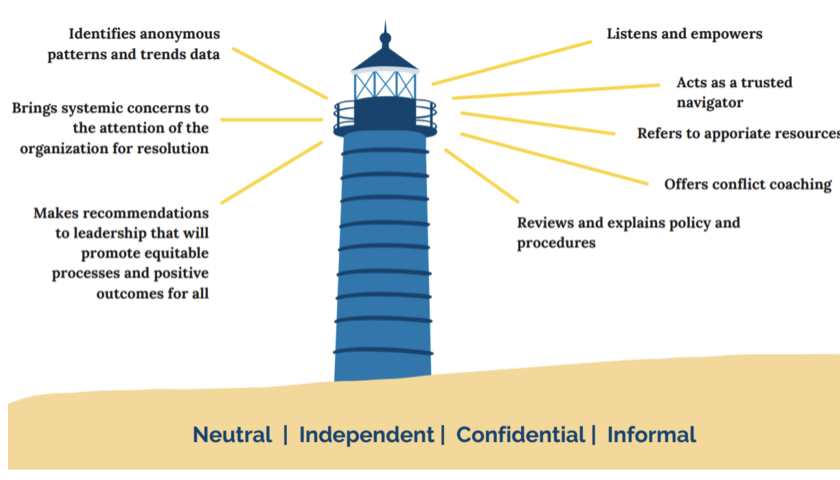 Identifies anonymous
patterns and trends data
Brings systemic concerns to
the attention of the
organization for resolution
Makes recommendations
to leadership that will
promote equitable
processes and positive
outcomes for all
Listens and empowers
Acts as a trusted
navigator
Refers to apporiate resources
Offers conflict coaching
Reviews and explains policy and
procedures
Neutral | Independent | Confidential | Informal